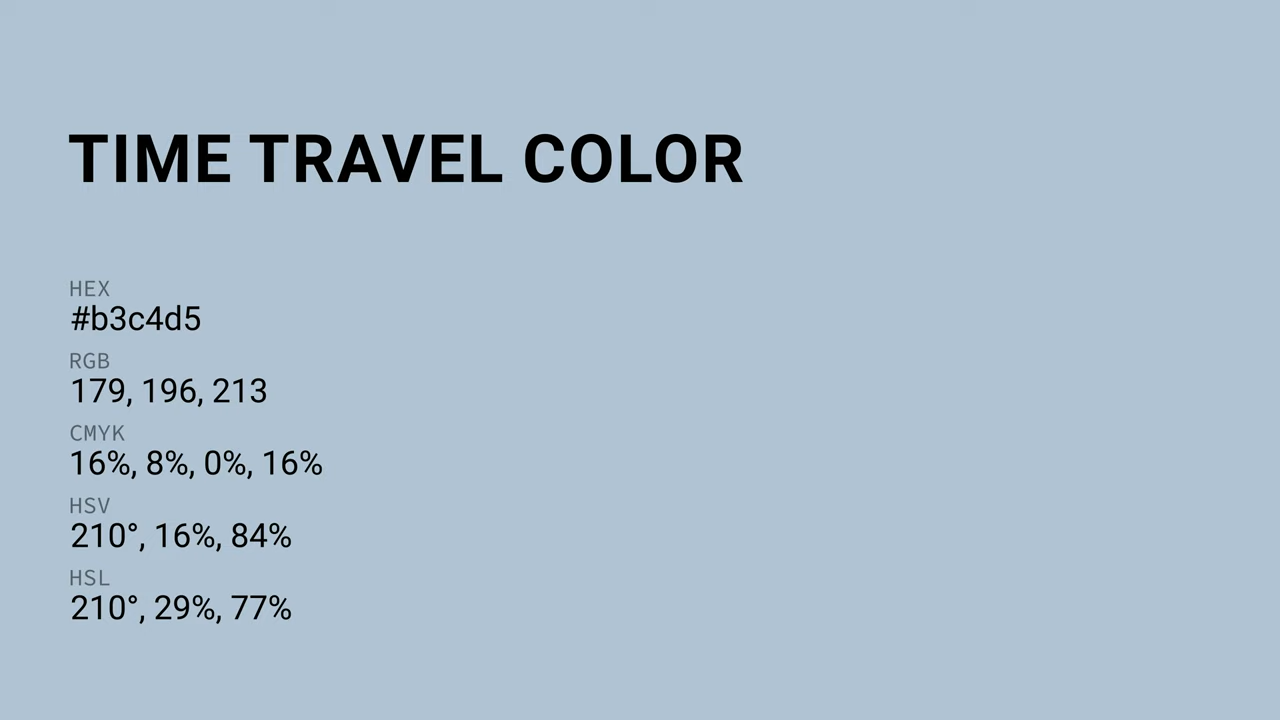 TIME TRAVEL COLOR
HEX
#b3c4d5
RGB
179, 196, 213
CMYK
16%, 8%, 0%, 16%
HSV
210°, 16%, 84%
HSL
210°, 29%, 77%